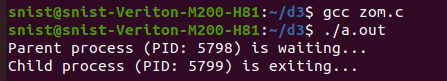 snist@snist-Veriton-M200-H81:~/d3$ gcc zom.c
snist@snist-Veriton-M200-H81:~/d3$ ./a.out
Parent process (PID: 5798) is waiting...
Child process (PID: 5799) is exiting...